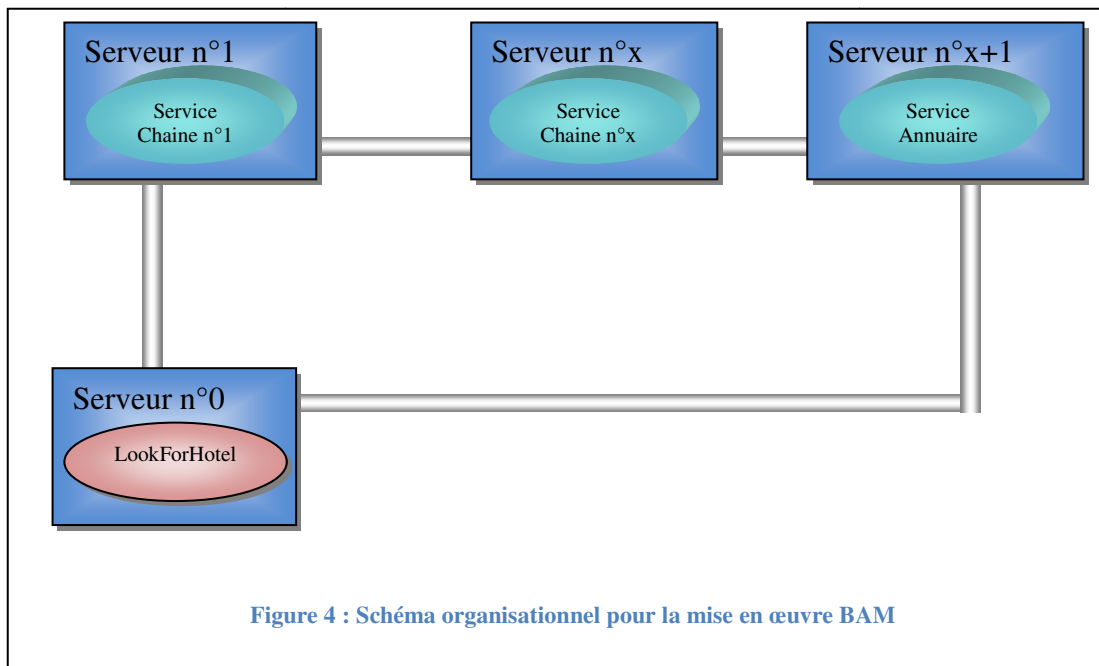 Serveur n°1
Service
Chaine n°1
Serveur n°x
Service
Chaine n°x
Serveur n°x+1
Service
Annuaire
Serveur n°0
LookForHotel
Figure 4 : Schéma organisationnel pour la mise en œuvre BAM